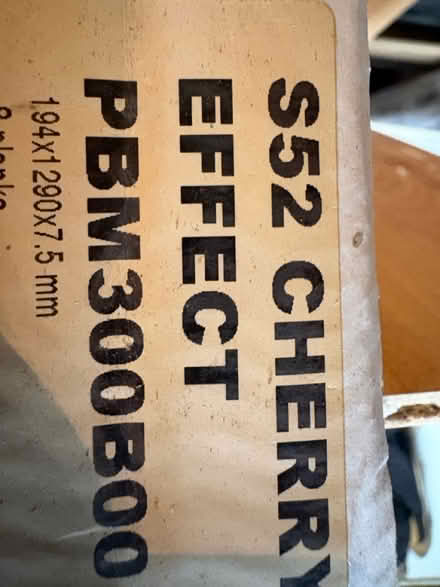 S52 CHERRY
EFFECT
PBM300B00
194x1290x7.5 mm